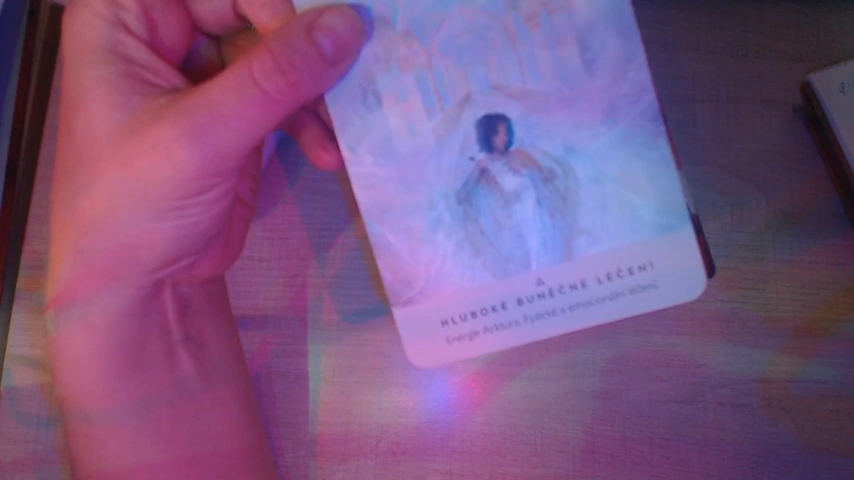 HLUBOKÉ BUNĚČNÉ LÉČENÍ
Energie Arktura. Fyzické a emocionální léčení.